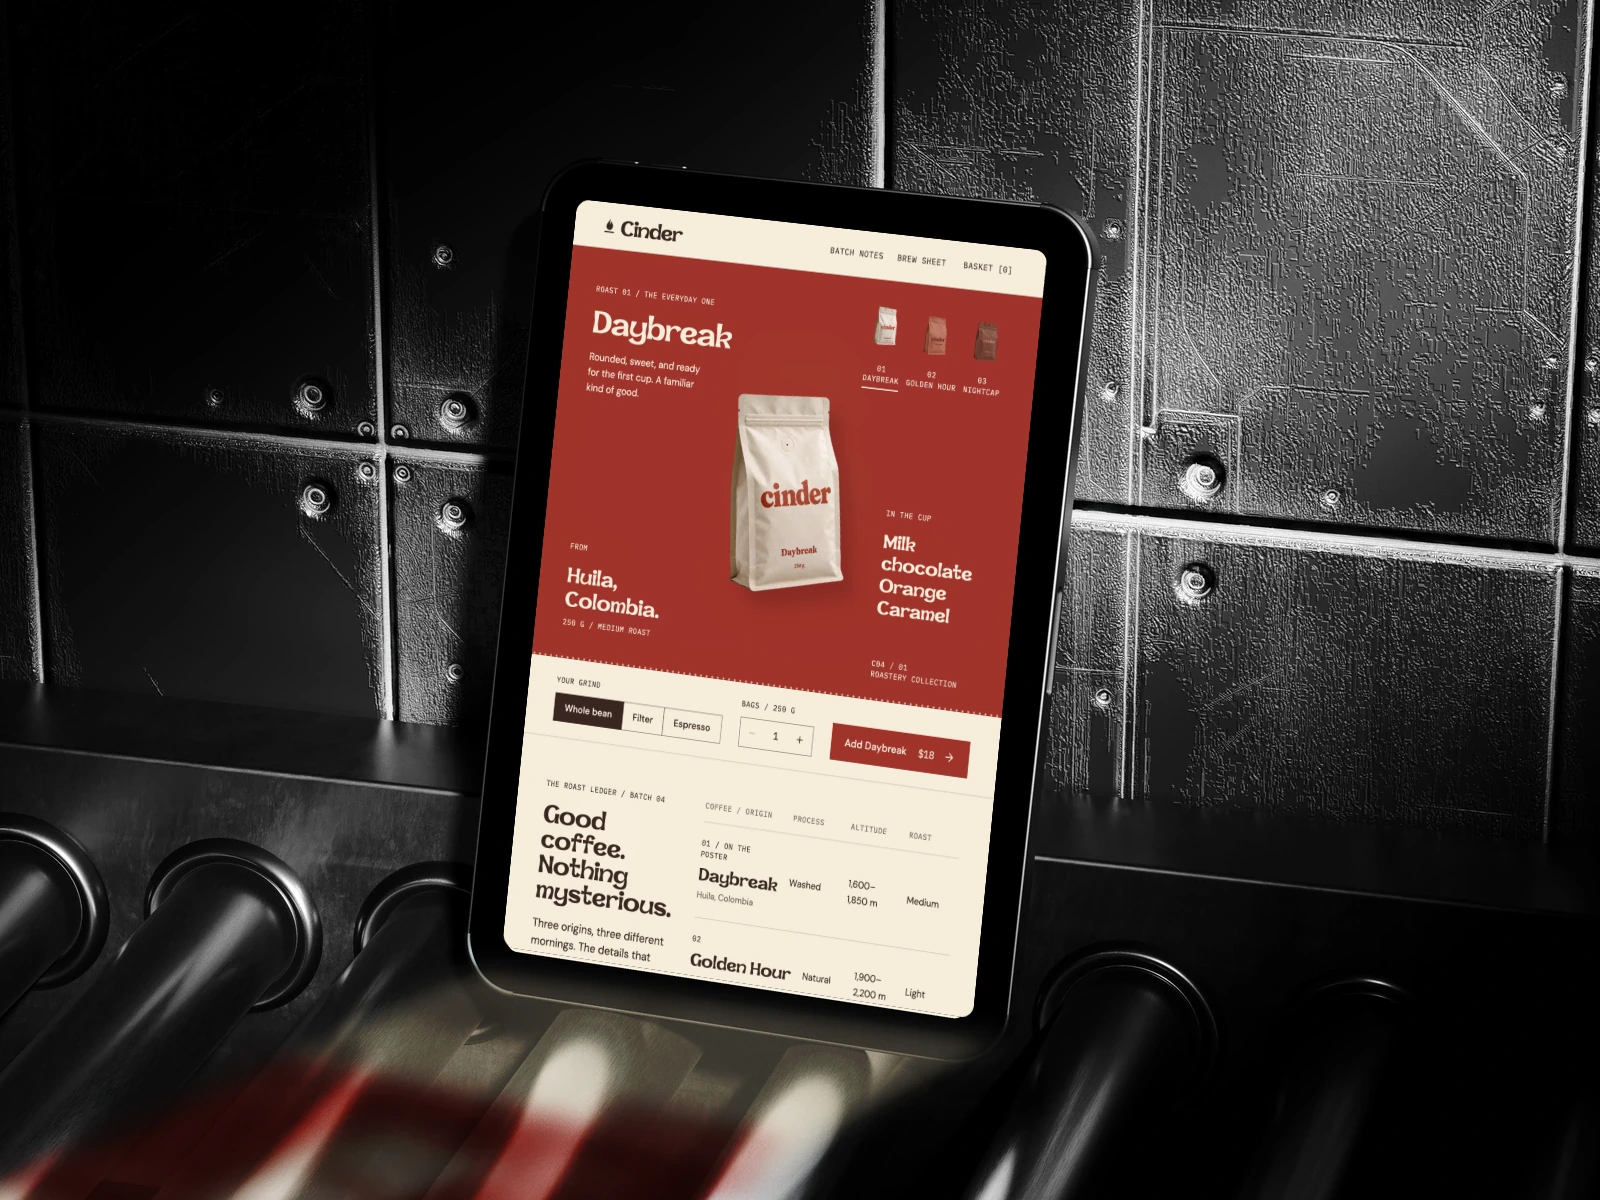 Cinder
BATCH NOTES
BREW SHEET
BASKET [0]
ROAST 01 / THE EVERYDAY ONE
Daybreak
Rounded, sweet, and ready
for the first cup. A familiar
kind of good.
01
DAYBREAK
02
GOLDEN HOUR
03
NIGHTCAP
cinder
Daybreak
250g
FROM
Huila,
Colombia.
250 G / MEDIUM ROAST
IN THE CUP
Milk
chocolate
Orange
Caramel
C04 / 01
ROASTERY COLLECTION
YOUR GRIND
Whole bean
Filter
Espresso
BAGS / 250 G
− 1 +
Add Daybreak $18 →
THE ROAST LEDGER / BATCH 04
Good
coffee.
Nothing
mysterious.
Three origins, three different
mornings. The details that
COFFEE / ORIGIN
PROCESS
ALTITUDE
ROAST
01 / ON THE
POSTER
Daybreak
Huila, Colombia
Washed
1,600–
1,850 m
Medium
02
Golden Hour
Natural
1,900–
2,200 m
Light